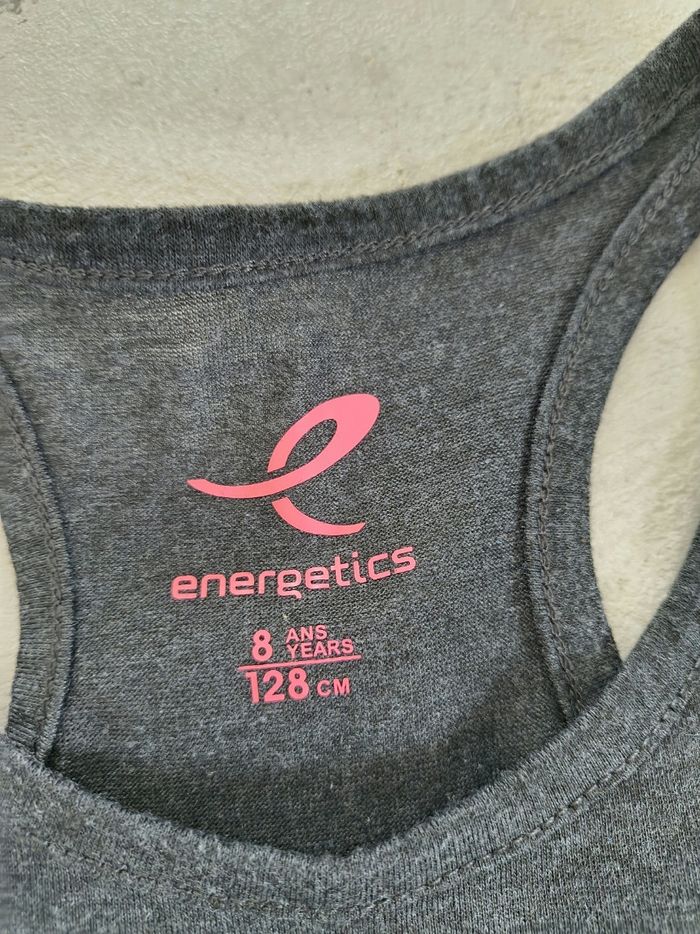 energetics
8 ANS
YEARS
128 CM